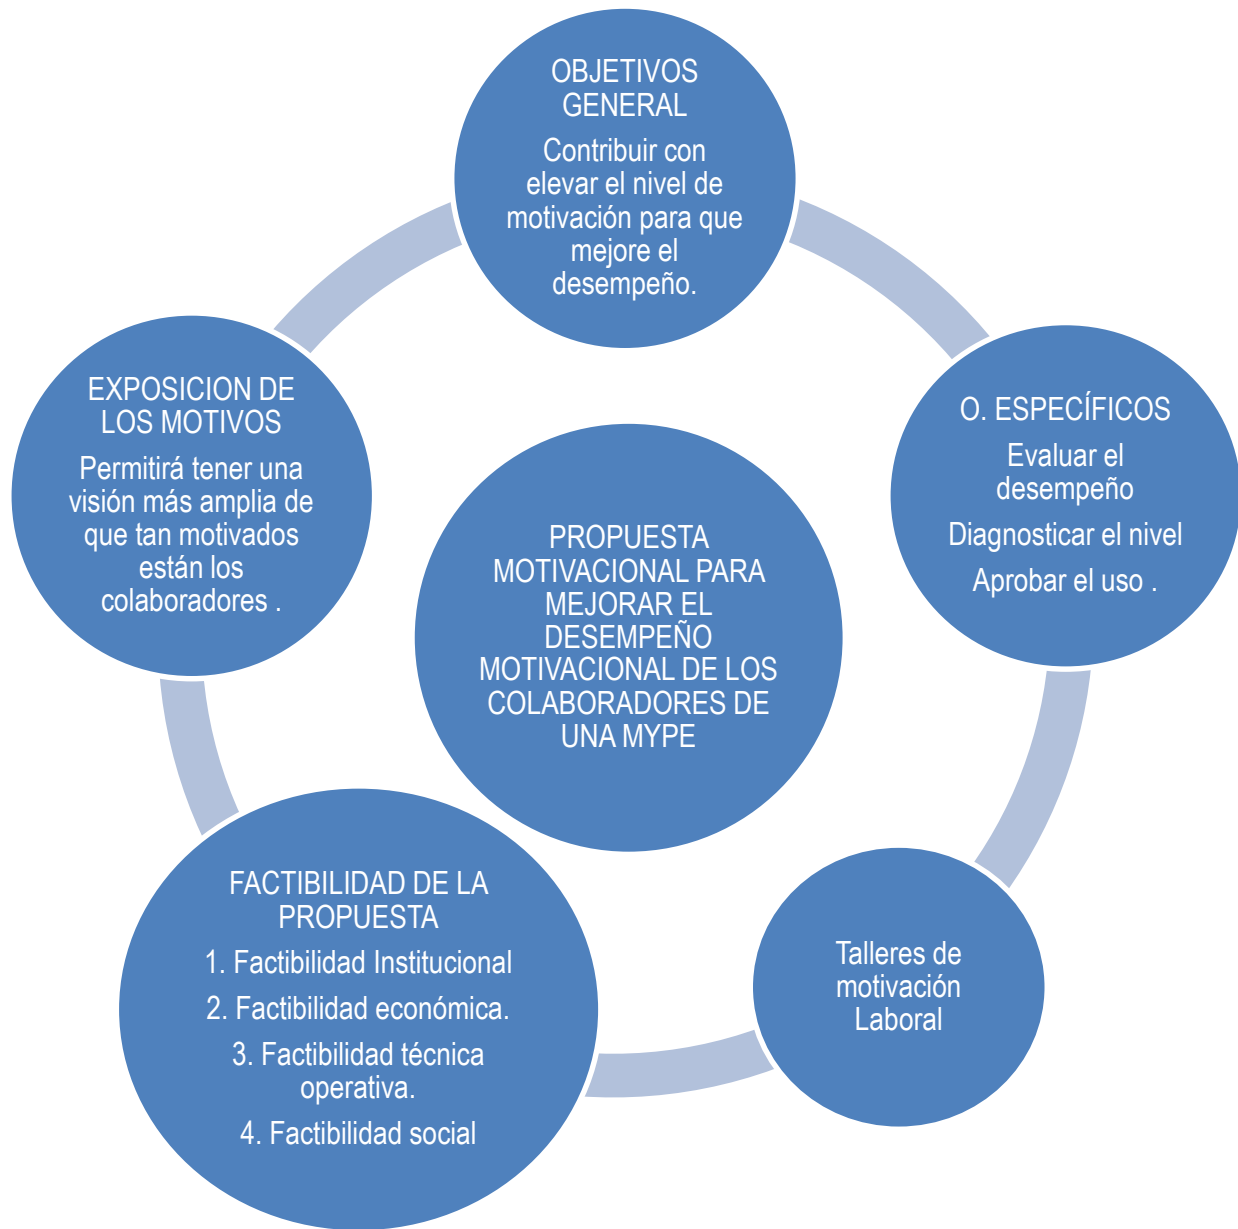 OBJETIVOS
GENERAL
Contribuir con
elevar el nivel de
motivación para que
mejore el
desempeño.
O. ESPECÍFICOS
Evaluar el
desempeño
Diagnosticar el nivel
Aprobar el uso .
Talleres de
motivación
Laboral
FACTIBILIDAD DE LA
PROPUESTA
1. Factibilidad Institucional
2. Factibilidad económica.
3. Factibilidad técnica
operativa.
4. Factibilidad social
EXPOSICION DE
LOS MOTIVOS
Permitirá tener una
visión más amplia de
que tan motivados
están los
colaboradores .
PROPUESTA
MOTIVACIONAL PARA
MEJORAR EL
DESEMPEÑO
MOTIVACIONAL DE LOS
COLABORADORES DE
UNA MYPE